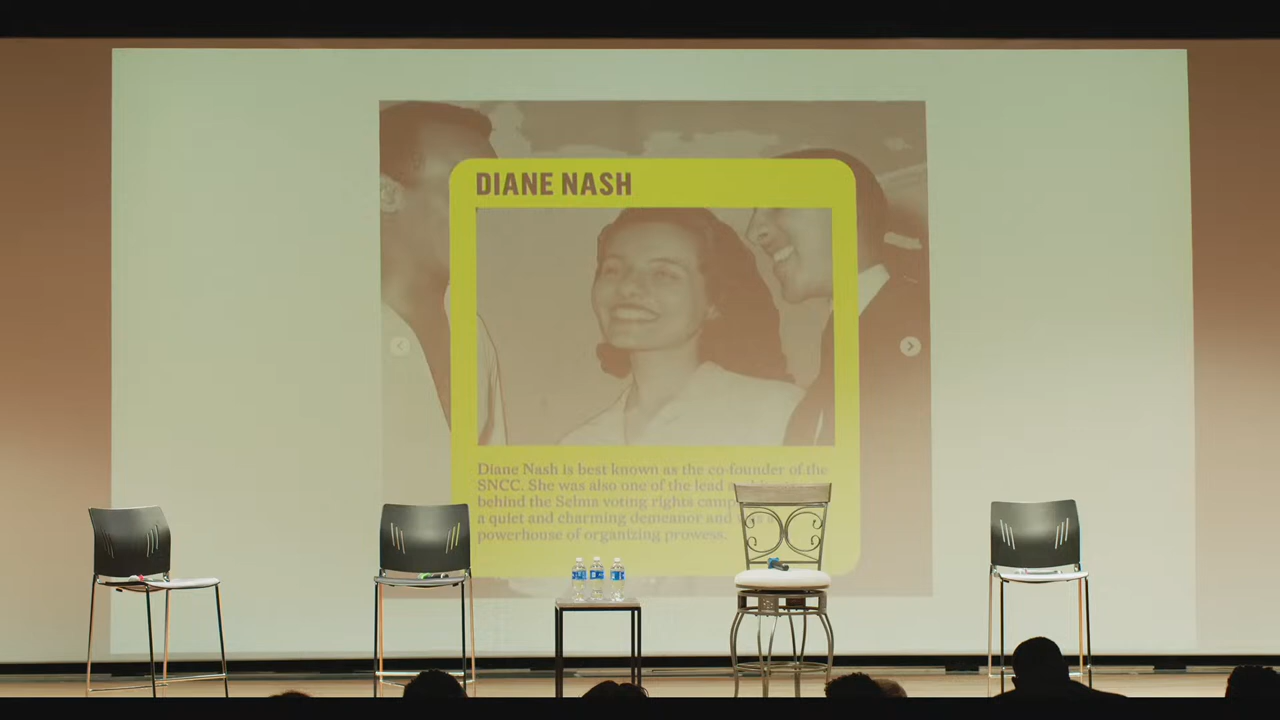 DIANE NASH
Diane Nash is best known as the co-founder of the
SNCC. She was also one of the lead
behind the Selma voting rights
a quiet and charming demeanor and
powerhouse of organizing prowess.